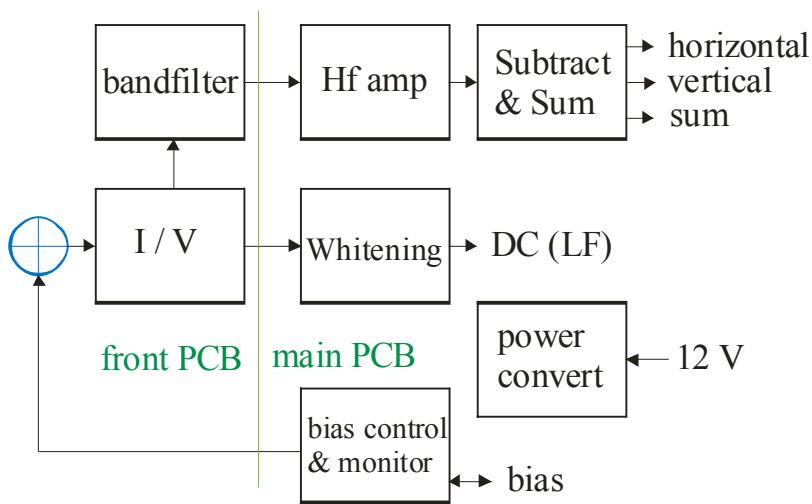 bandfilter
Hf amp
Subtract
& Sum
horizontal
vertical
sum
I / V
Whitening
DC (LF)
front PCB
main PCB
power
convert
12 V
bias control
& monitor
bias